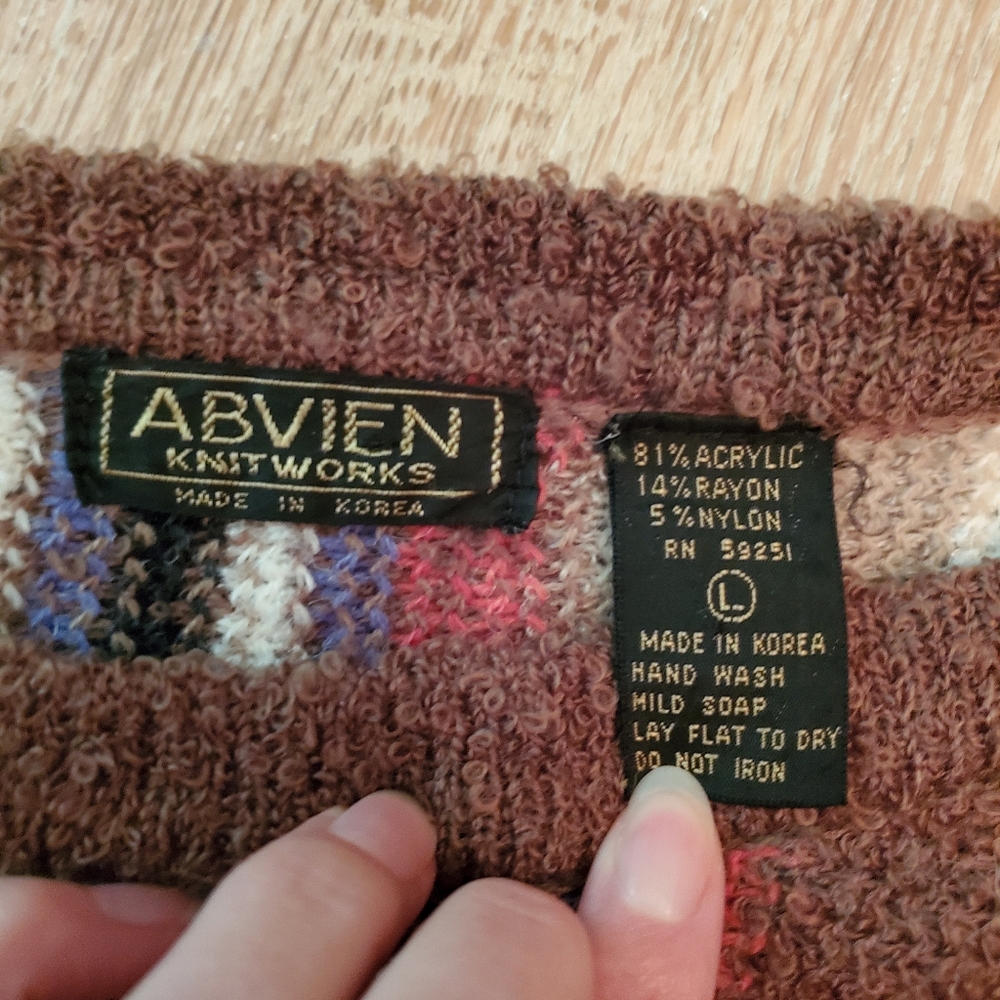 ABVIEN
KNITWORKS
MADE IN KOREA
81% ACRYLIC
14% RAYON
5% NYLON
RN 59251
L
MADE IN KOREA
HAND WASH
MILD SOAP
LAY FLAT TO DRY
DO NOT IRON